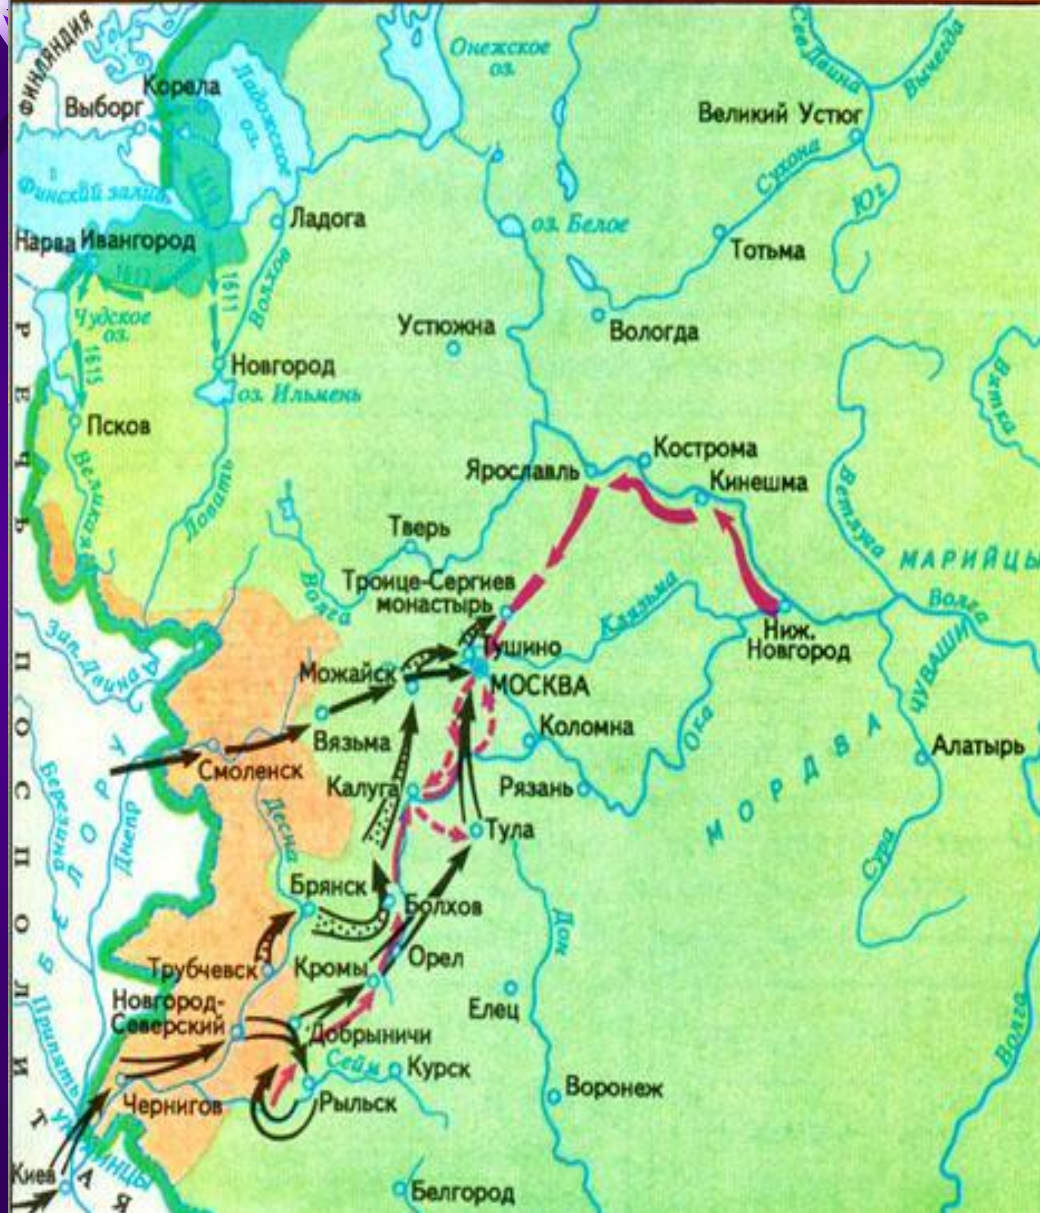 ФИНЛЯНДИЯ
Корела
Выборг
Ладожское
оз.
Онежское
оз.
Сев. Двина
Вычегда
Великий Устюг
Сухона
Юг
Финский залив
Ладога
оз. Белое
Тотьма
Нарва
Ивангород
1611
Волхов
Чудское
оз.
1615
Устюжна
Вологда
Новгород
оз. Ильмень
Псков
Великая
Ловать
Вятка
Ветлуга
Ярославль
Кострома
Кинешма
Тверь
Волга
Троице-Сергиев
монастырь
Клязьма
МАРИЙЦЫ
Волга
Ниж.
Новгород
ЧУВАШИ
Зап. Двина
Тушино
Можайск
МОСКВА
Вязьма
Смоленск
Коломна
Ока
МОРДВА
Алатырь
Калуга
Рязань
Тула
Березина
Днепр
Десна
Сура
Брянск
Болхов
Дон
Орел
Трубчевск
Кромы
Новгород-
Северский
Добрыничи
Елец
Припять
Сейм
Курск
Рыльск
Чернигов
Воронеж
Волга
УКРАИНЦЫ
Киев
Белгород
РЕЧЬ
ПОСПОЛИТАЯ